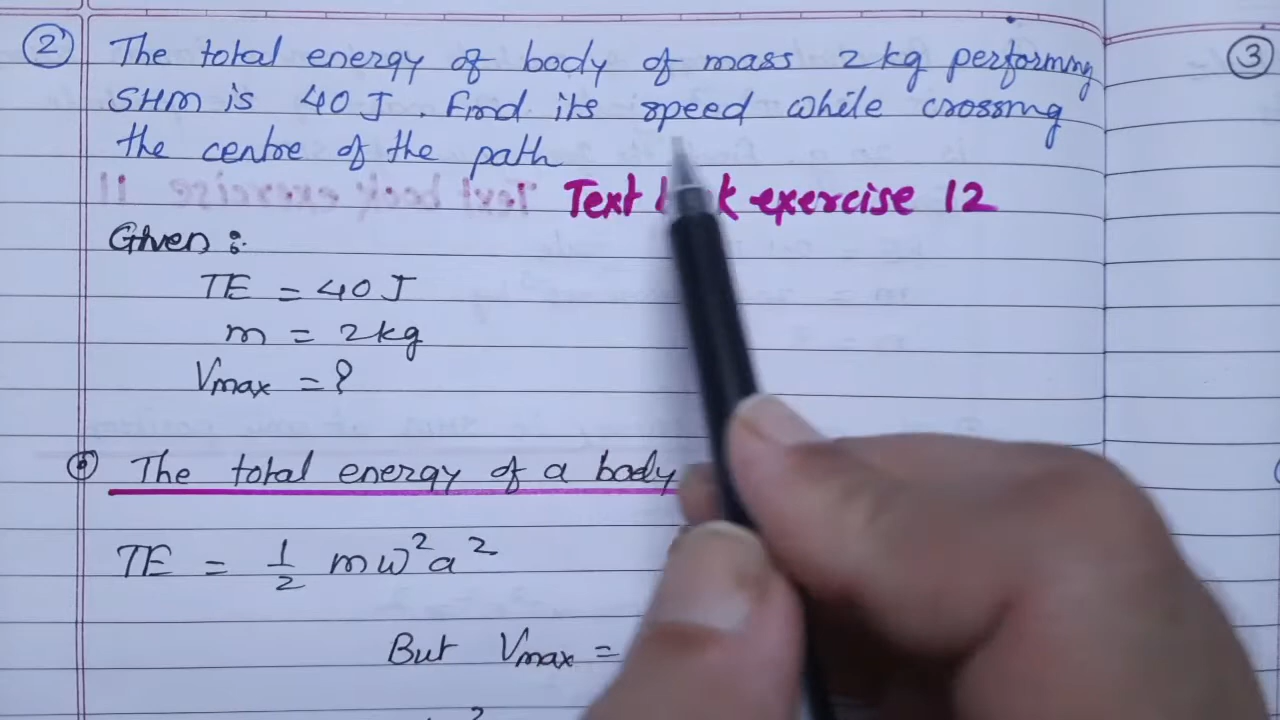 2 The total energy of body of mass 2kg performing
SHM is 40 J. Find its speed while crossing
the centre of the path
Text exercise 12
Given :
TE = 40 J
m = 2 kg
Vmax = ?
The total energy of a body
TE = 1/2 mω²a²
But Vmax =
3